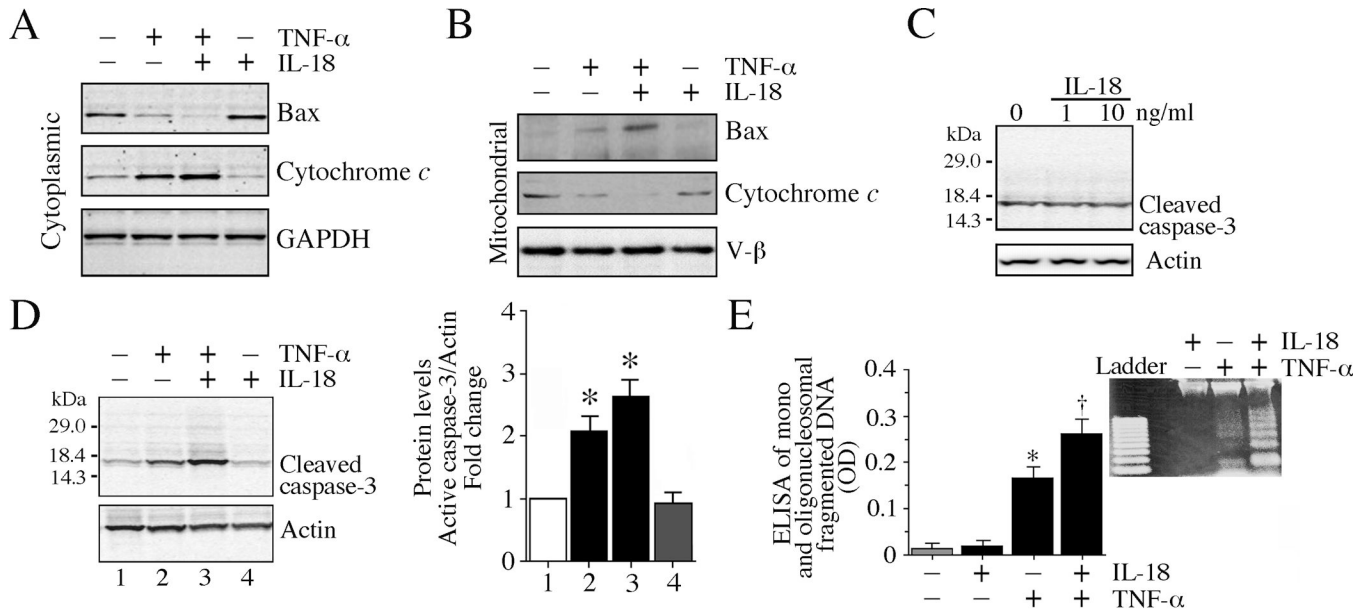 A
– + + – TNF-α
– – + + IL-18
Cytoplasmic
Bax
Cytochrome c
GAPDH
B
– + + – TNF-α
– – + + IL-18
Mitochondrial
Bax
Cytochrome c
V-β
C
IL-18
0 1 10 ng/ml
kDa
29.0
18.4
14.3
Cleaved
caspase-3
Actin
D
– + + – TNF-α
– – + + IL-18
kDa
29.0
18.4
14.3
Cleaved
caspase-3
Actin
1 2 3 4
Protein levels
Active caspase-3/Actin
Fold change
4
3
2
1
0
* *
1 2 3 4
E
ELISA of mono
and oligonucleosomal
fragmented DNA
(OD)
0.4
0.3
0.2
0.1
0
* †
– + – + IL-18
– – + + TNF-α
+ – + IL-18
Ladder – + + TNF-α